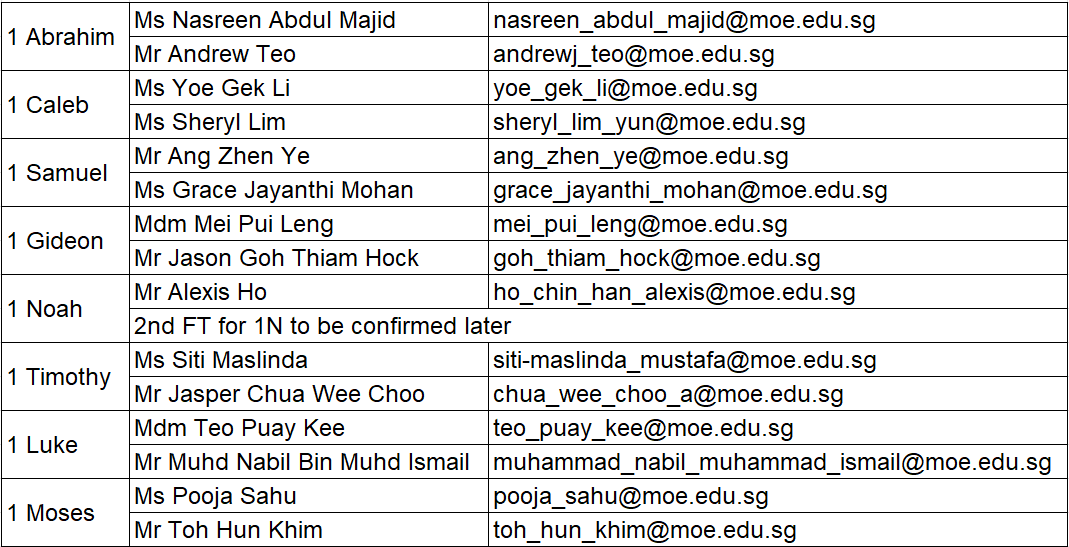 1 Abrahim
Ms Nasreen Abdul Majid nasreen_abdul_majid@moe.edu.sg
Mr Andrew Teo andrewj_teo@moe.edu.sg
1 Caleb
Ms Yoe Gek Li yoe_gek_li@moe.edu.sg
Ms Sheryl Lim sheryl_lim_yun@moe.edu.sg
1 Samuel
Mr Ang Zhen Ye ang_zhen_ye@moe.edu.sg
Ms Grace Jayanthi Mohan grace_jayanthi_mohan@moe.edu.sg
1 Gideon
Mdm Mei Pui Leng mei_pui_leng@moe.edu.sg
Mr Jason Goh Thiam Hock goh_thiam_hock@moe.edu.sg
1 Noah
Mr Alexis Ho ho_chin_han_alexis@moe.edu.sg
2nd FT for 1N to be confirmed later
1 Timothy
Ms Siti Maslinda siti-maslinda_mustafa@moe.edu.sg
Mr Jasper Chua Wee Choo chua_wee_choo_a@moe.edu.sg
1 Luke
Mdm Teo Puay Kee teo_puay_kee@moe.edu.sg
Mr Muhd Nabil Bin Muhd Ismail muhammad_nabil_muhammad_ismail@moe.edu.sg
1 Moses
Ms Pooja Sahu pooja_sahu@moe.edu.sg
Mr Toh Hun Khim toh_hun_khim@moe.edu.sg